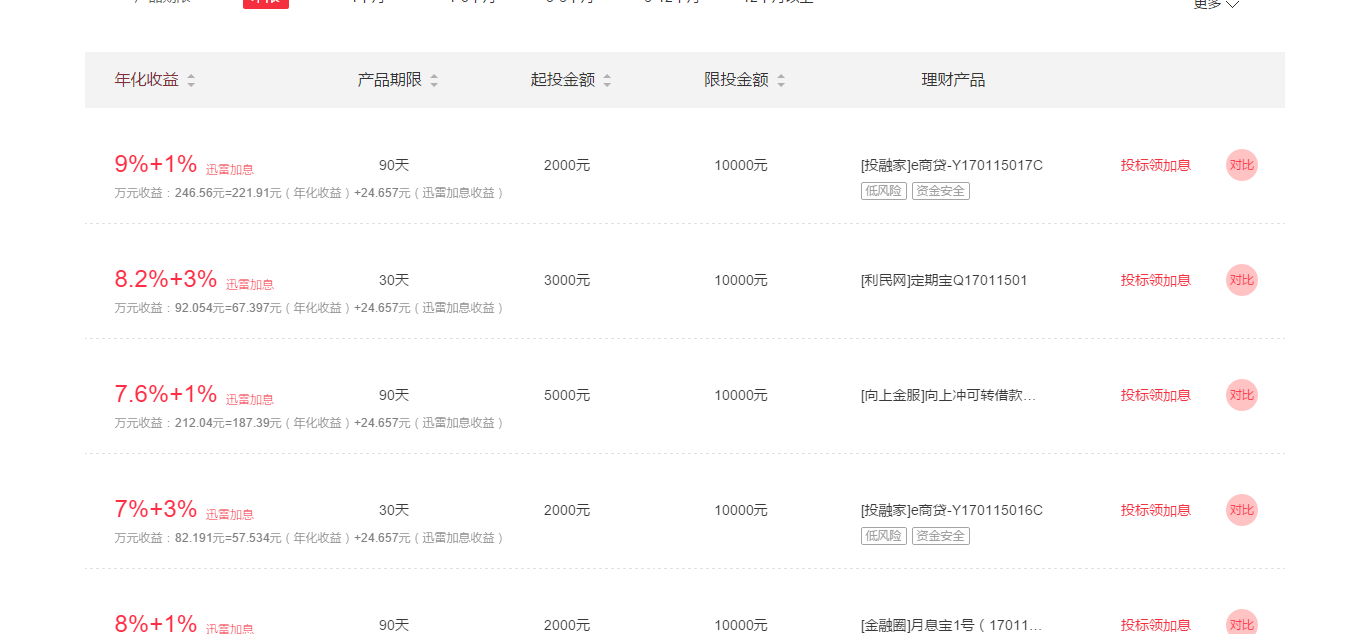 更多
年化收益 产品期限 起投金额 限投金额 理财产品
9%+1% 迅雷加息 90天 2000元 10000元 [投融家]e商贷-Y170115017C 投标领加息 对比
万元收益：246.56元=221.91元（年化收益）+24.657元（迅雷加息收益） 低风险 资金安全
8.2%+3% 迅雷加息 30天 3000元 10000元 [利民网]定期宝Q17011501 投标领加息 对比
万元收益：92.054元=67.397元（年化收益）+24.657元（迅雷加息收益）
7.6%+1% 迅雷加息 90天 5000元 10000元 [向上金服]向上冲可转借款... 投标领加息 对比
万元收益：212.04元=187.39元（年化收益）+24.657元（迅雷加息收益）
7%+3% 迅雷加息 30天 2000元 10000元 [投融家]e商贷-Y170115016C 投标领加息 对比
万元收益：82.191元=57.534元（年化收益）+24.657元（迅雷加息收益） 低风险 资金安全
8%+1% 迅雷加息 90天 2000元 10000元 [金融圈]月息宝1号（17011... 投标领加息 对比